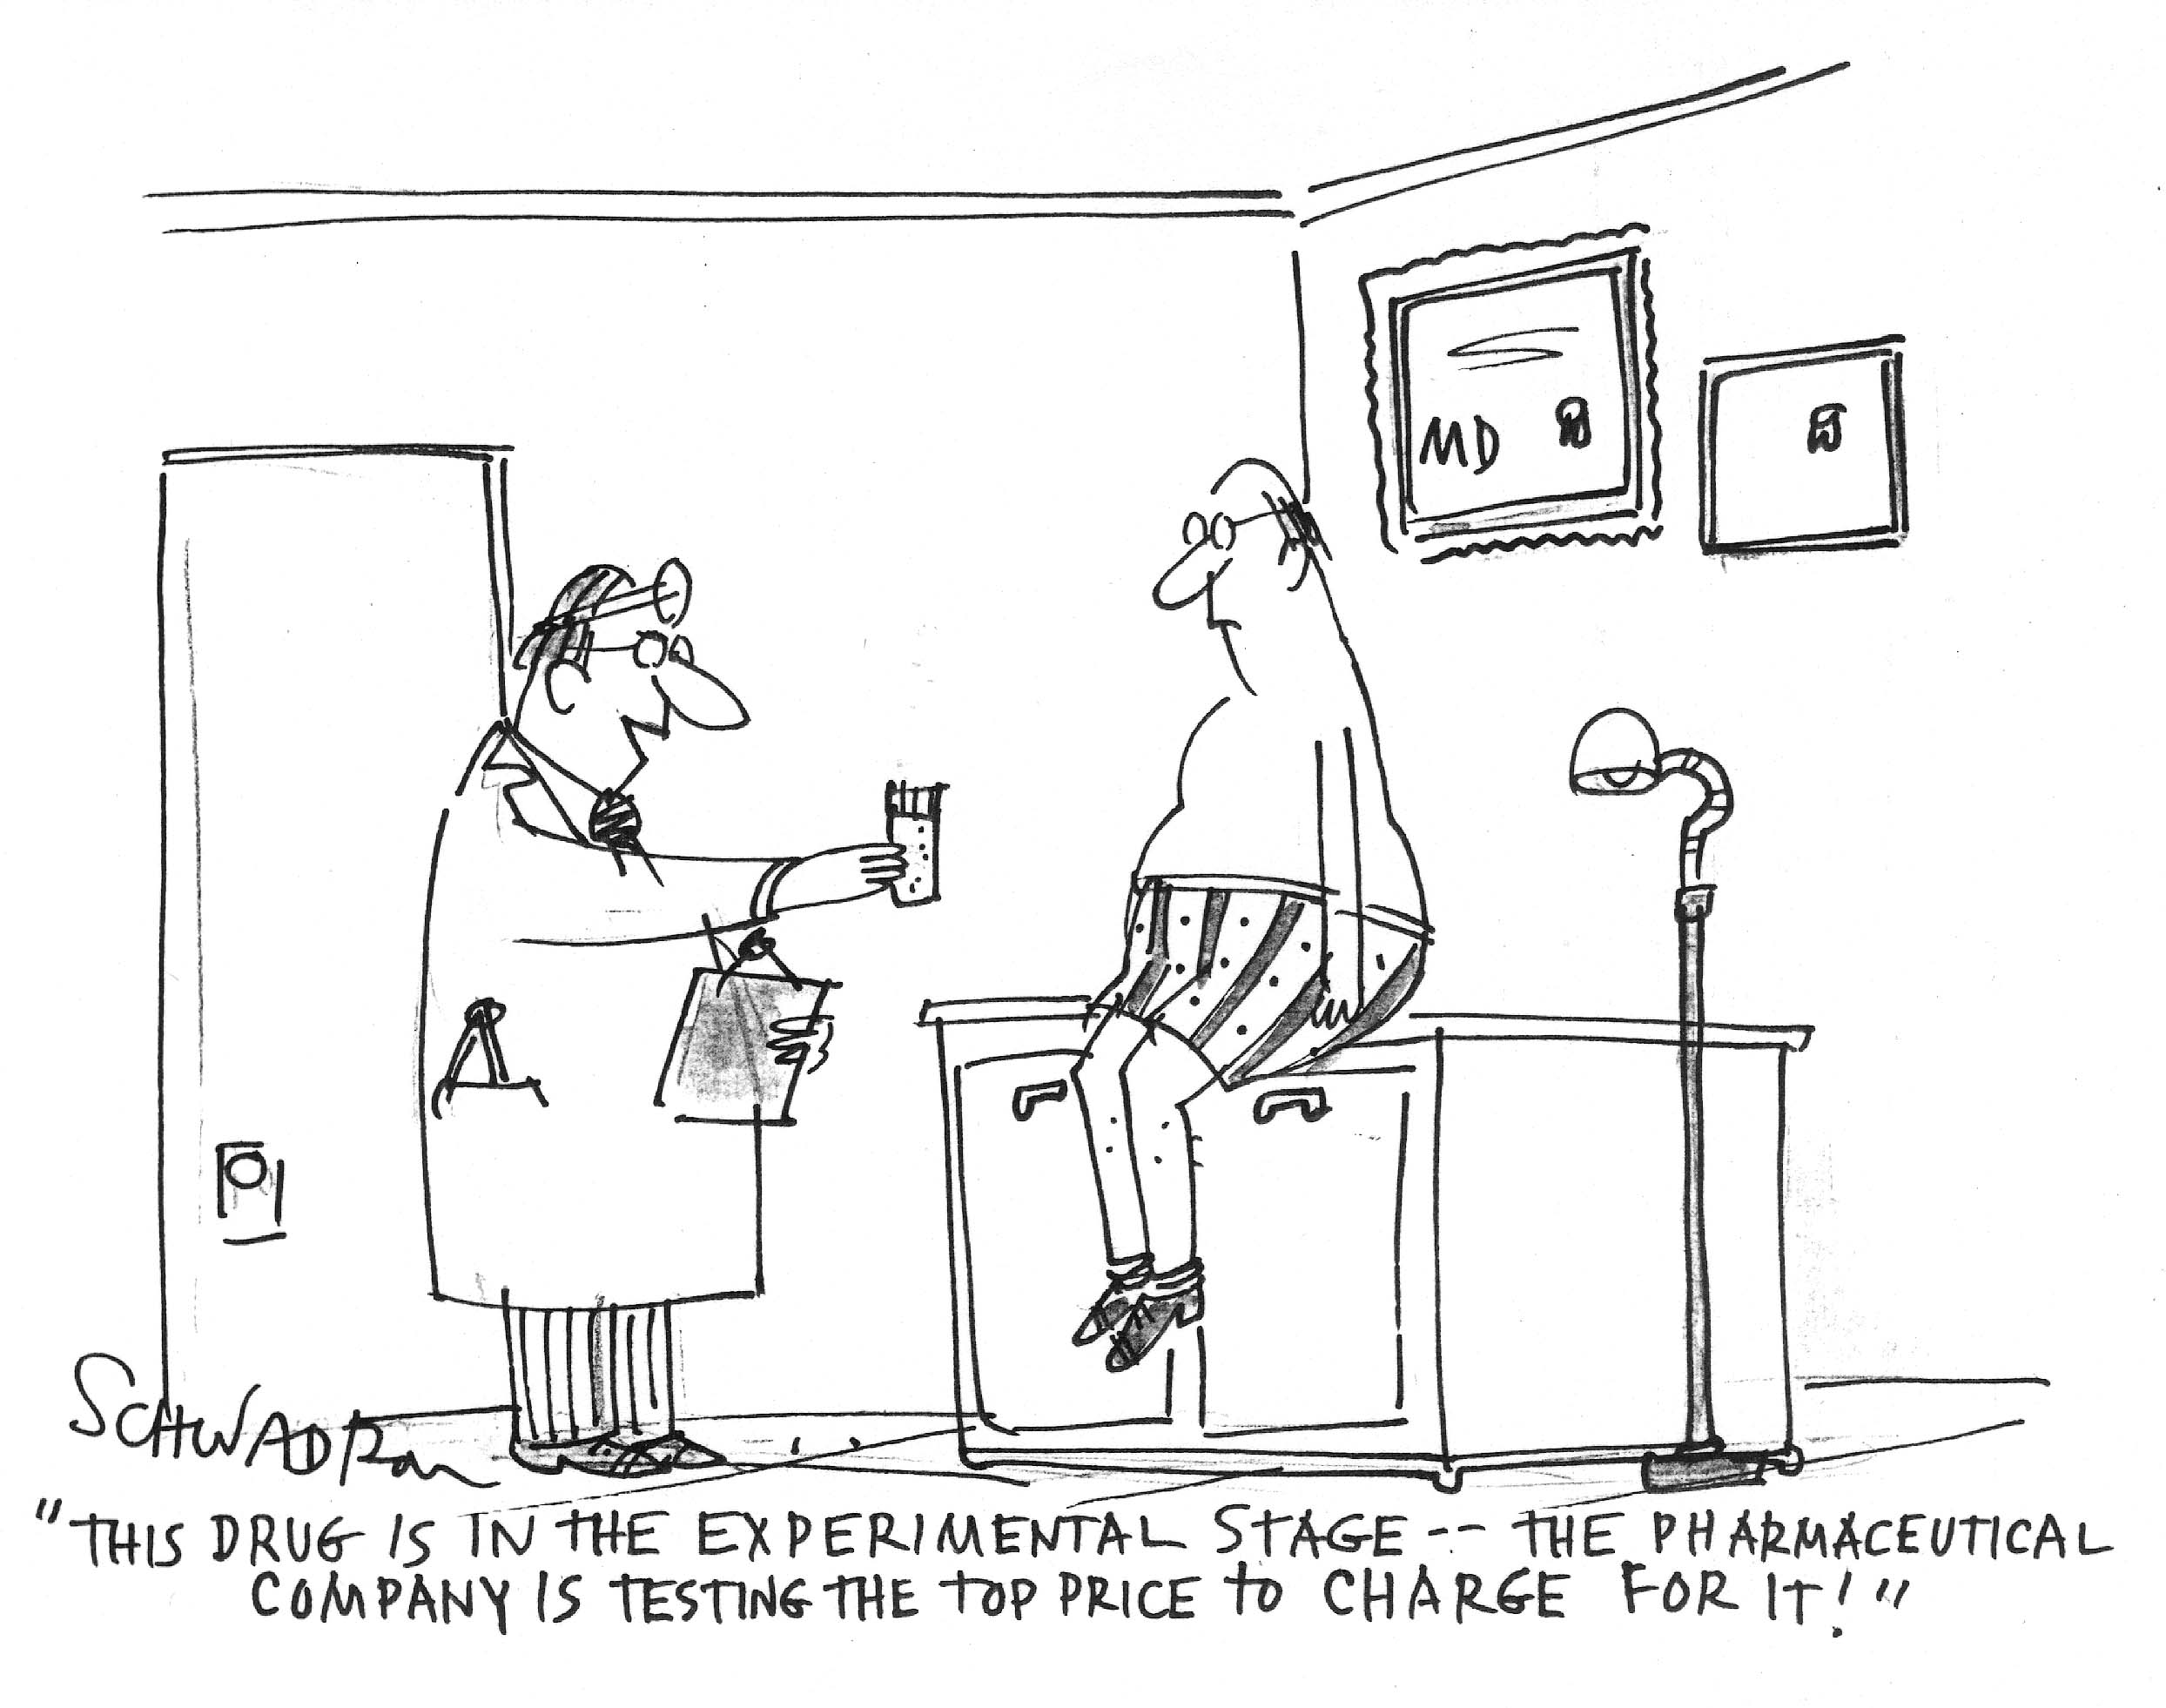 MD
SCHWADRON
"THIS DRUG IS IN THE EXPERIMENTAL STAGE -- THE PHARMACEUTICAL
COMPANY IS TESTING THE TOP PRICE TO CHARGE FOR IT!"